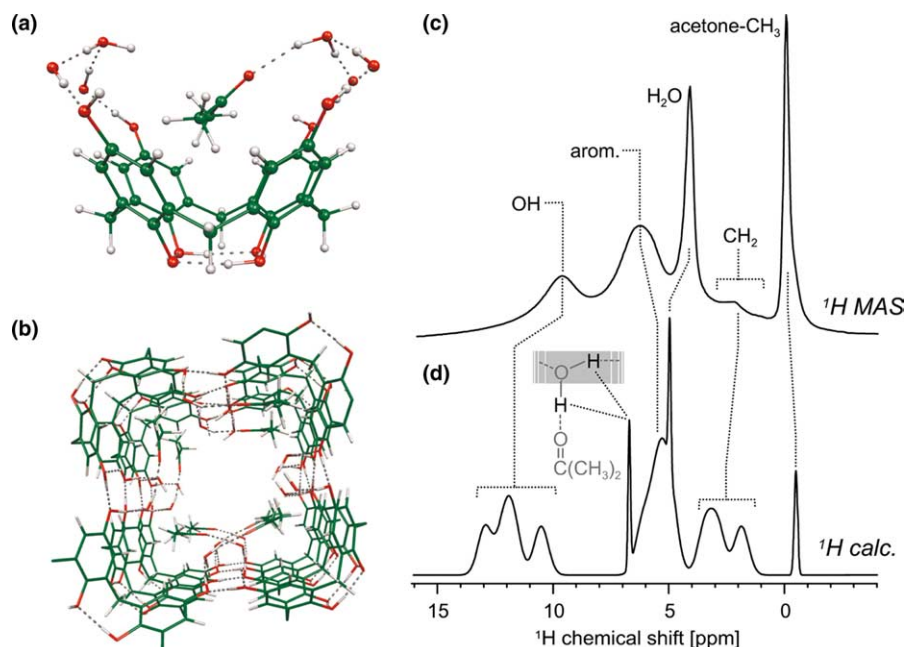 (a)
(b)
(c)
acetone-CH₃
H₂O
arom.
OH
CH₂
¹H MAS
(d)
H
O
H
O
C(CH₃)₂
¹H calc.
15
10
5
0
¹H chemical shift [ppm]